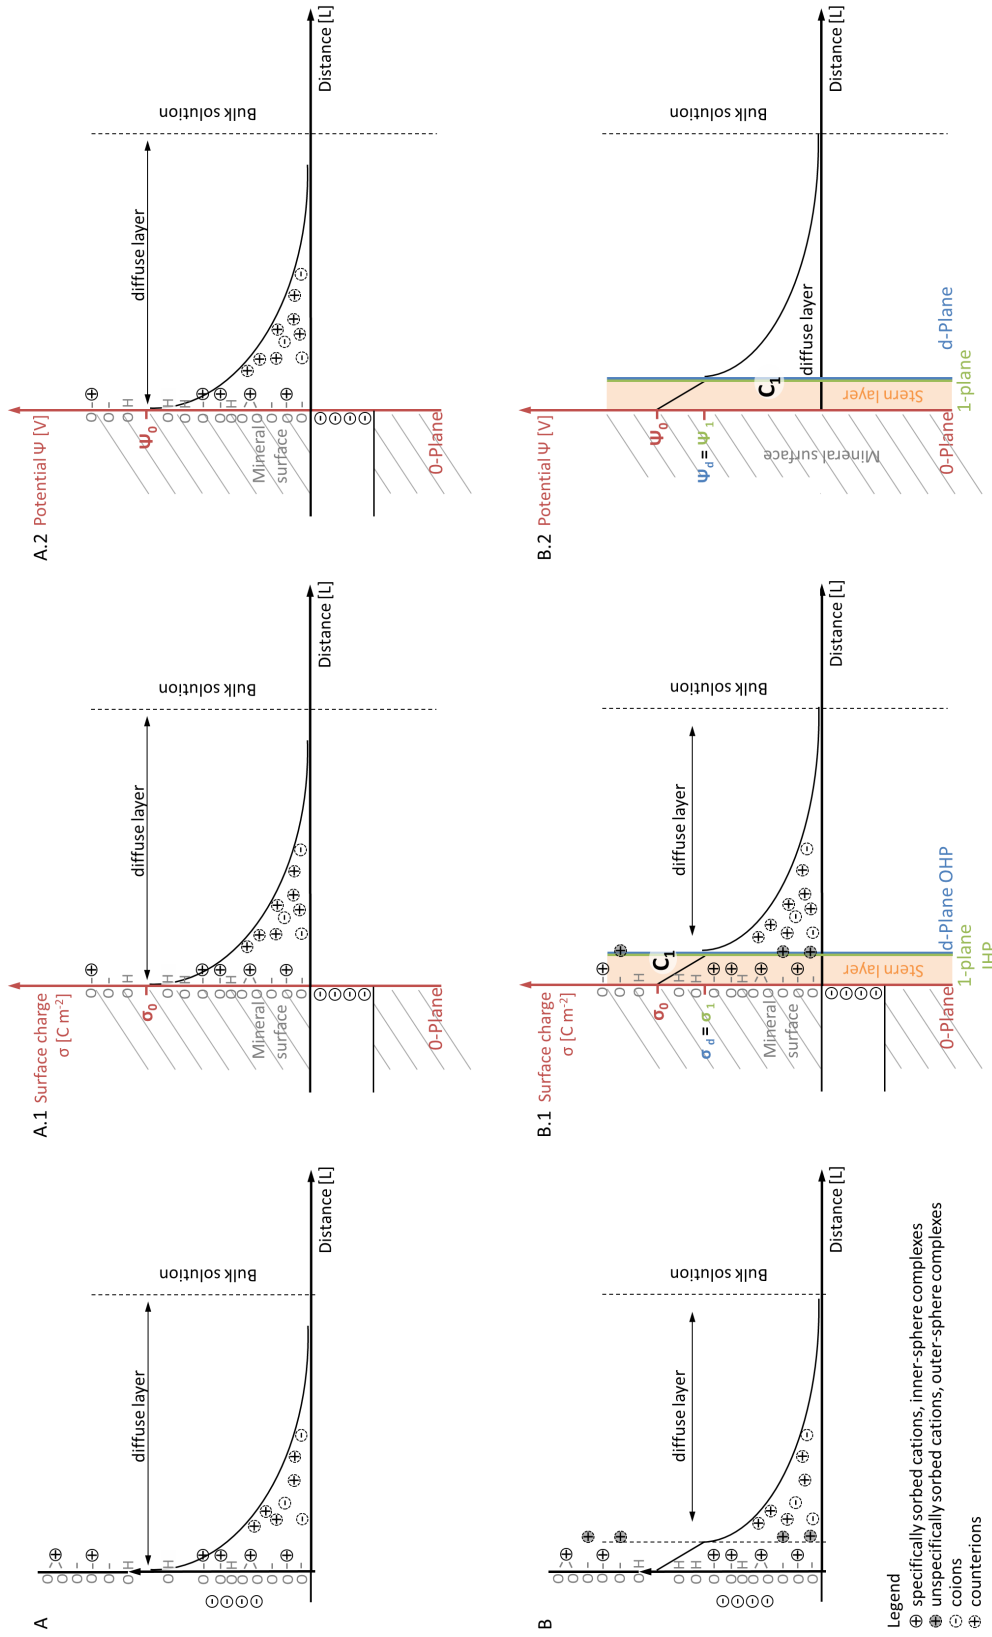 A
diffuse layer
Bulk solution
Distance [L]
A.1 Surface charge
σ [C m⁻²]
σ₀
diffuse layer
Bulk solution
Mineral
surface
Distance [L]
0-Plane
A.2 Potential Ψ [V]
Ψ₀
diffuse layer
Bulk solution
Mineral
surface
Distance [L]
0-Plane
B
diffuse layer
Bulk solution
Distance [L]
B.1 Surface charge
σ [C m⁻²]
σ₀
C₁
σd = σ₁
diffuse layer
Bulk solution
Mineral
surface
Distance [L]
Stern layer
0-Plane
d-Plane OHP
1-plane
IHP
B.2 Potential Ψ [V]
Ψ₀
Ψd = Ψ₁
C₁
Bulk solution
diffuse layer
Mineral surface
Distance [L]
Stern layer
0-Plane
d-Plane
1-plane
Legend
specifically sorbed cations, inner-sphere complexes
unspecifically sorbed cations, outer-sphere complexes
coions
counterions